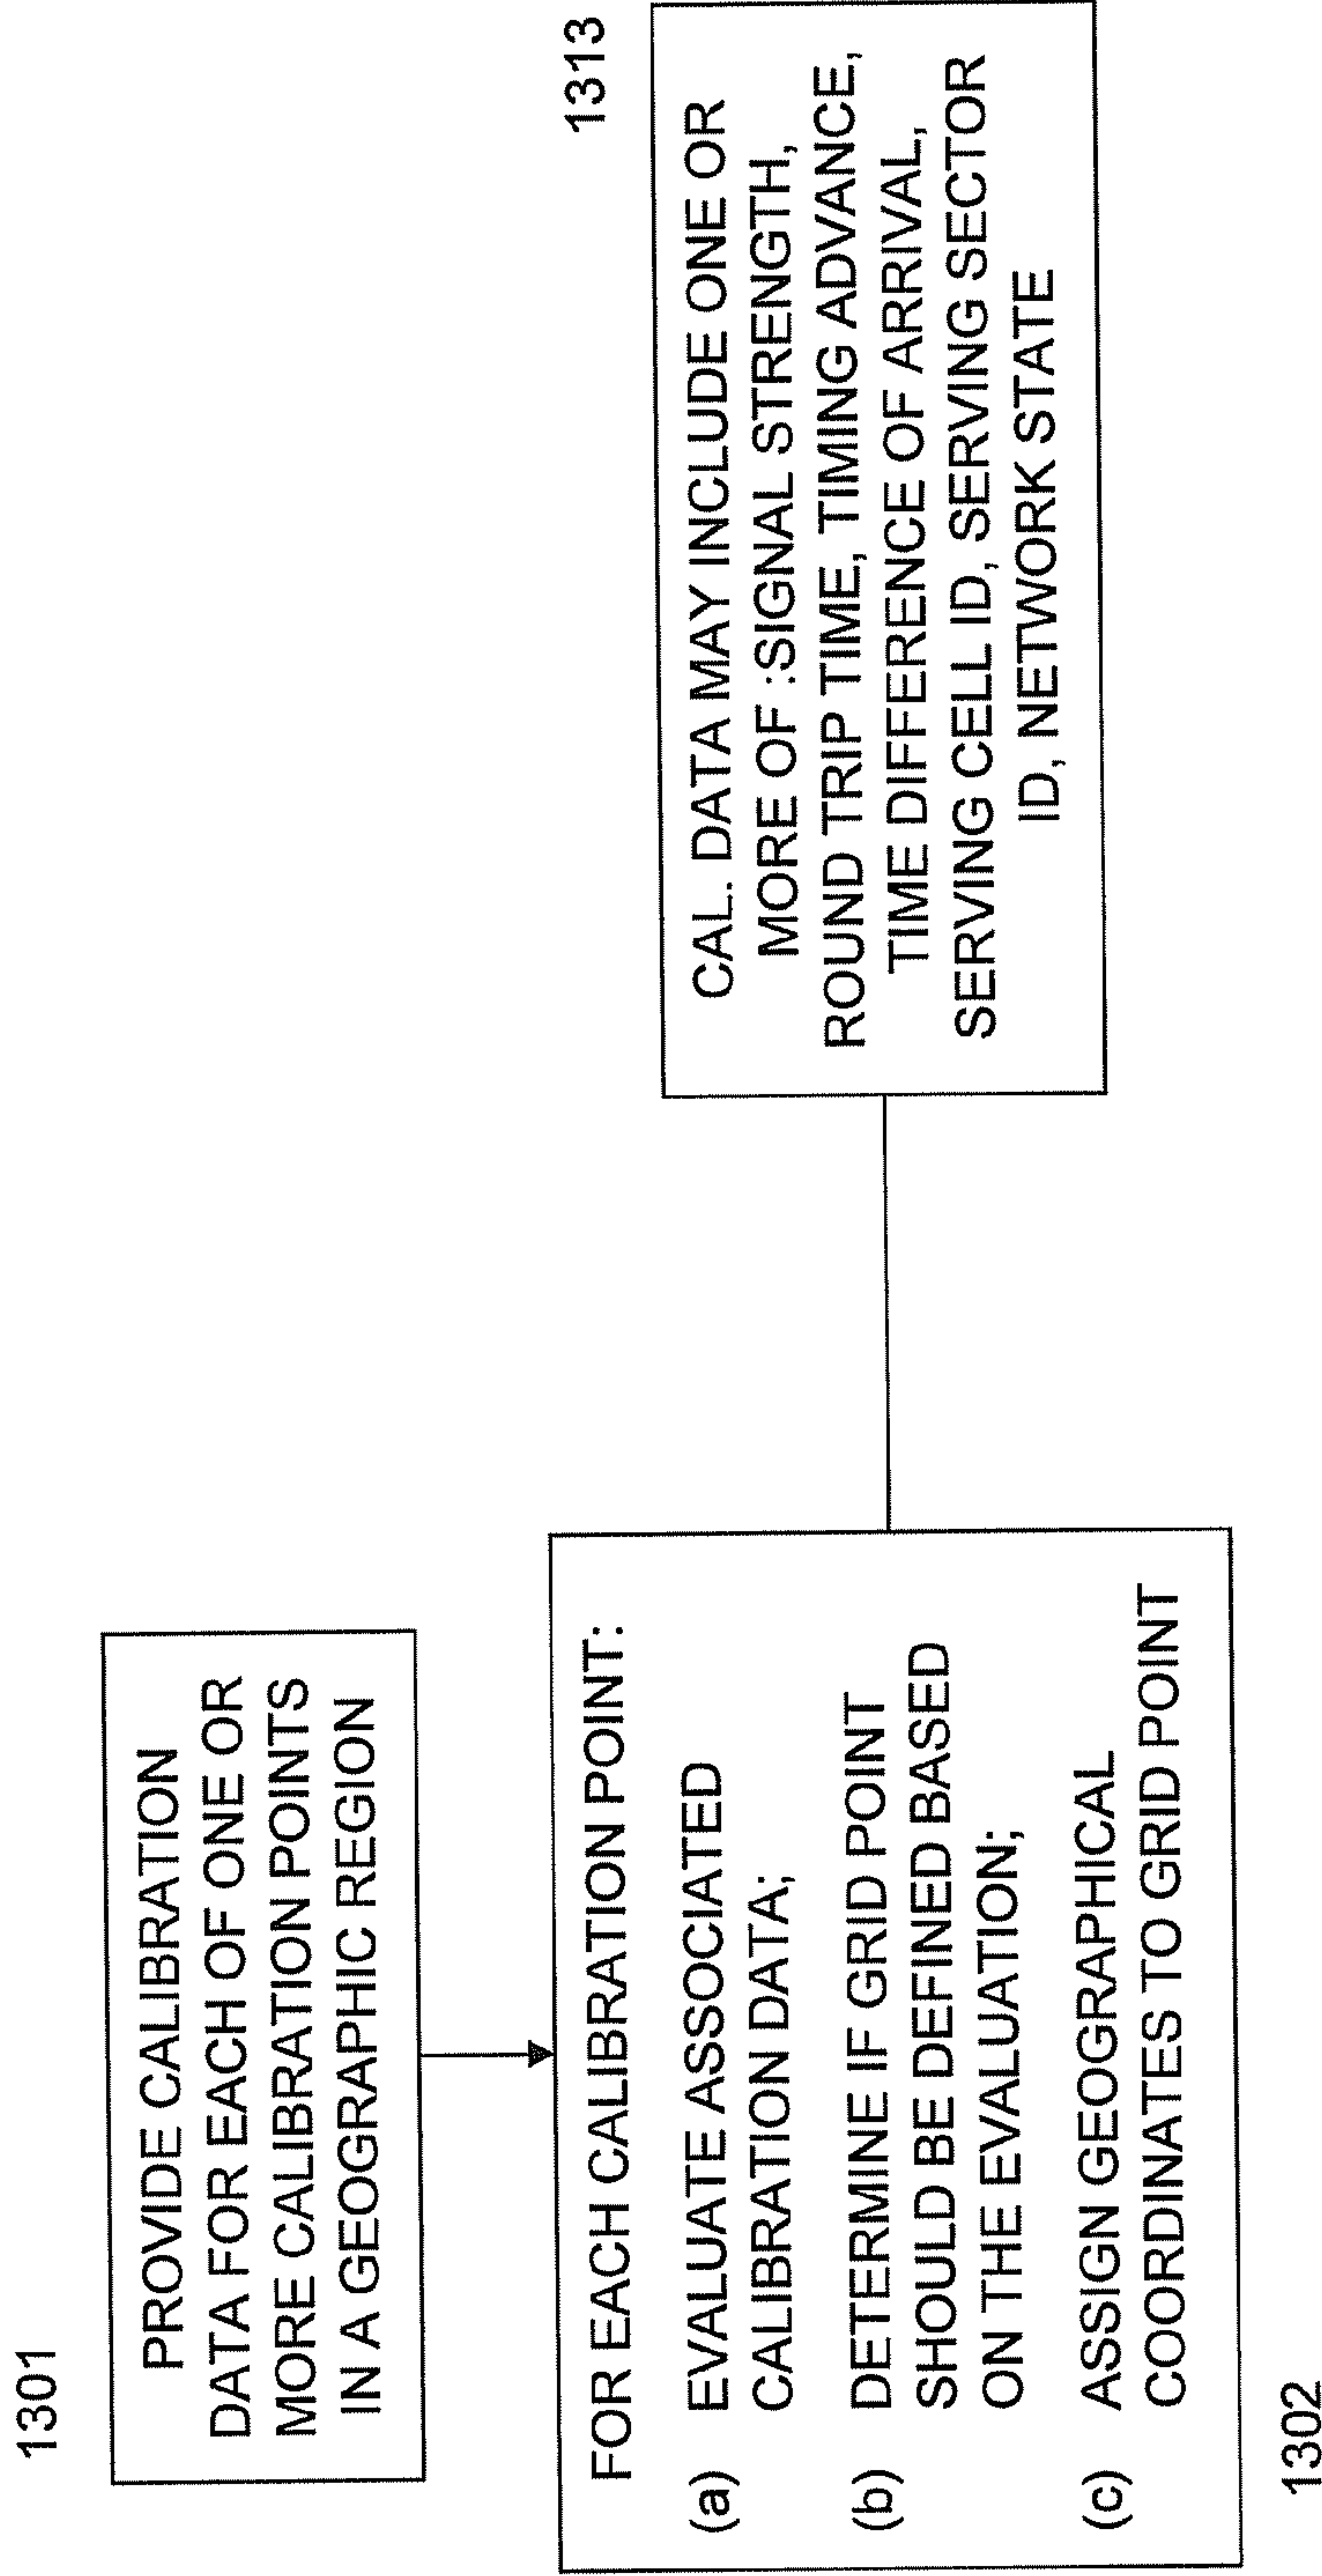 1301
PROVIDE CALIBRATION
DATA FOR EACH OF ONE OR
MORE CALIBRATION POINTS
IN A GEOGRAPHIC REGION
FOR EACH CALIBRATION POINT:
(a) EVALUATE ASSOCIATED
CALIBRATION DATA;
(b) DETERMINE IF GRID POINT
SHOULD BE DEFINED BASED
ON THE EVALUATION;
(c) ASSIGN GEOGRAPHICAL
COORDINATES TO GRID POINT
1302
1313
CAL. DATA MAY INCLUDE ONE OR
MORE OF :SIGNAL STRENGTH,
ROUND TRIP TIME, TIMING ADVANCE,
TIME DIFFERENCE OF ARRIVAL,
SERVING CELL ID, SERVING SECTOR
ID, NETWORK STATE